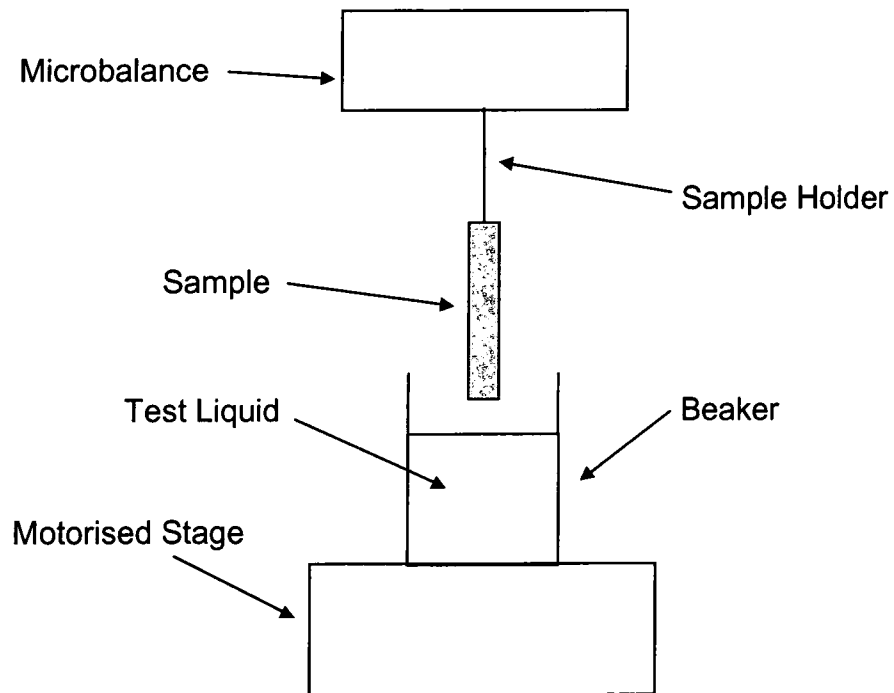 Microbalance
Sample Holder
Sample
Test Liquid
Beaker
Motorised Stage